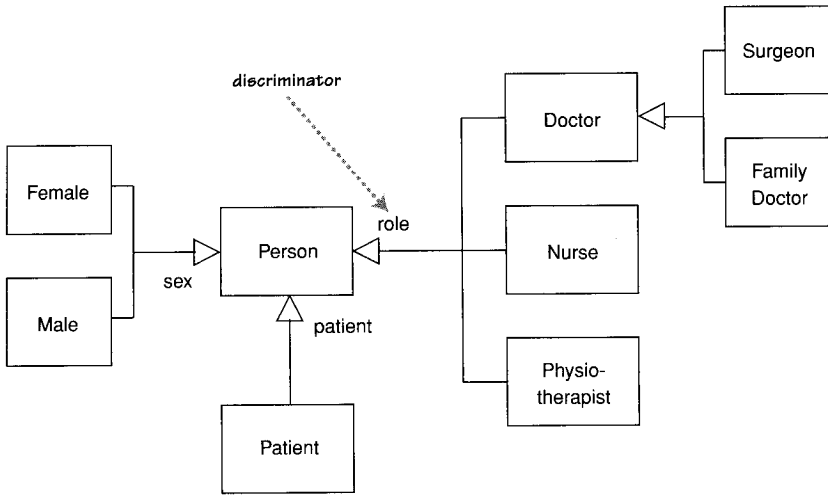 Surgeon
discriminator
Doctor
Female
Family
Doctor
role
Person
Nurse
sex
Male
patient
Physio-
therapist
Patient